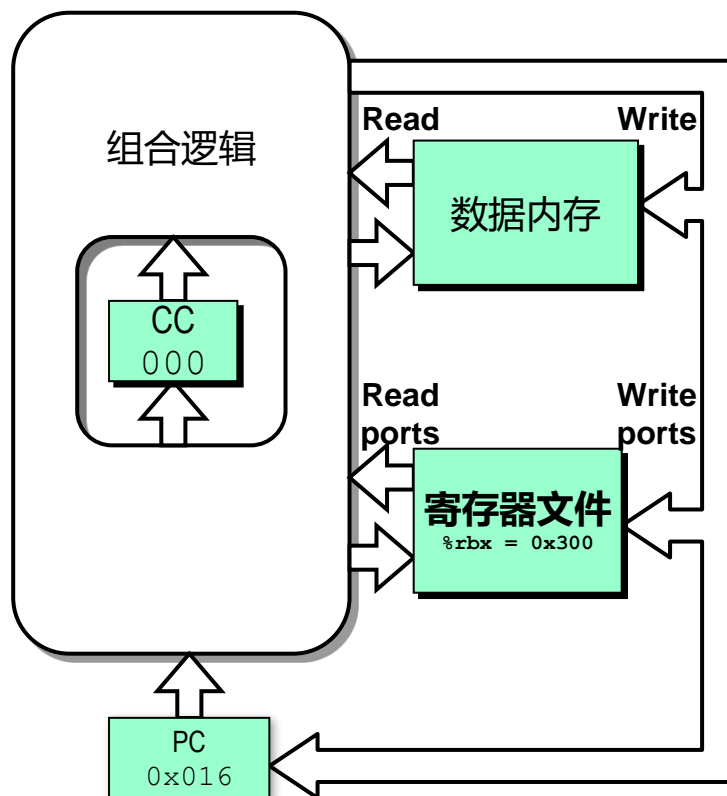 组合逻辑
Read
Write
数据内存
CC
000
Read
ports
Write
ports
寄存器文件
%rbx = 0x300
PC
0x016